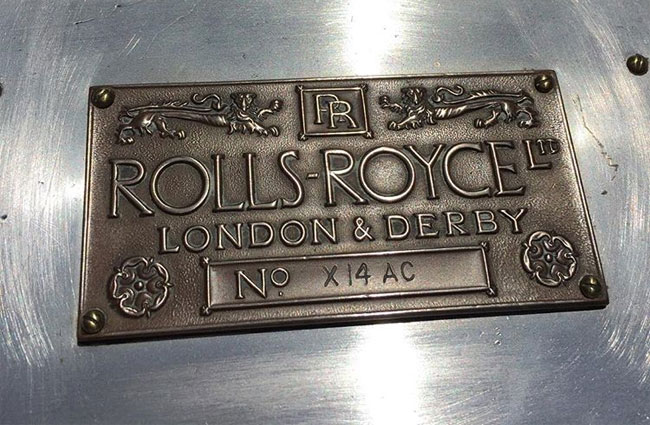 RR
ROLLS-ROYCE LTD
LONDON & DERBY
No X14 AC